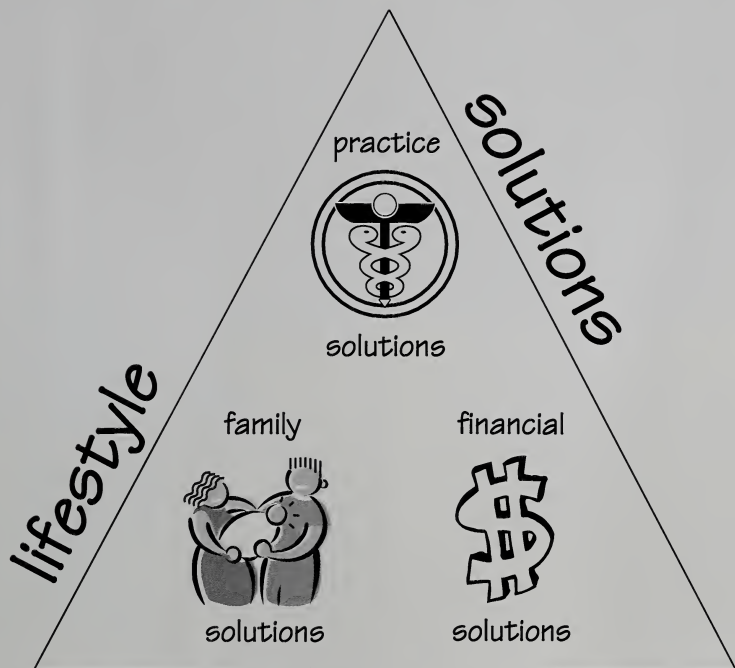 lifestyle
solutions
practice
solutions
family
solutions
financial
solutions